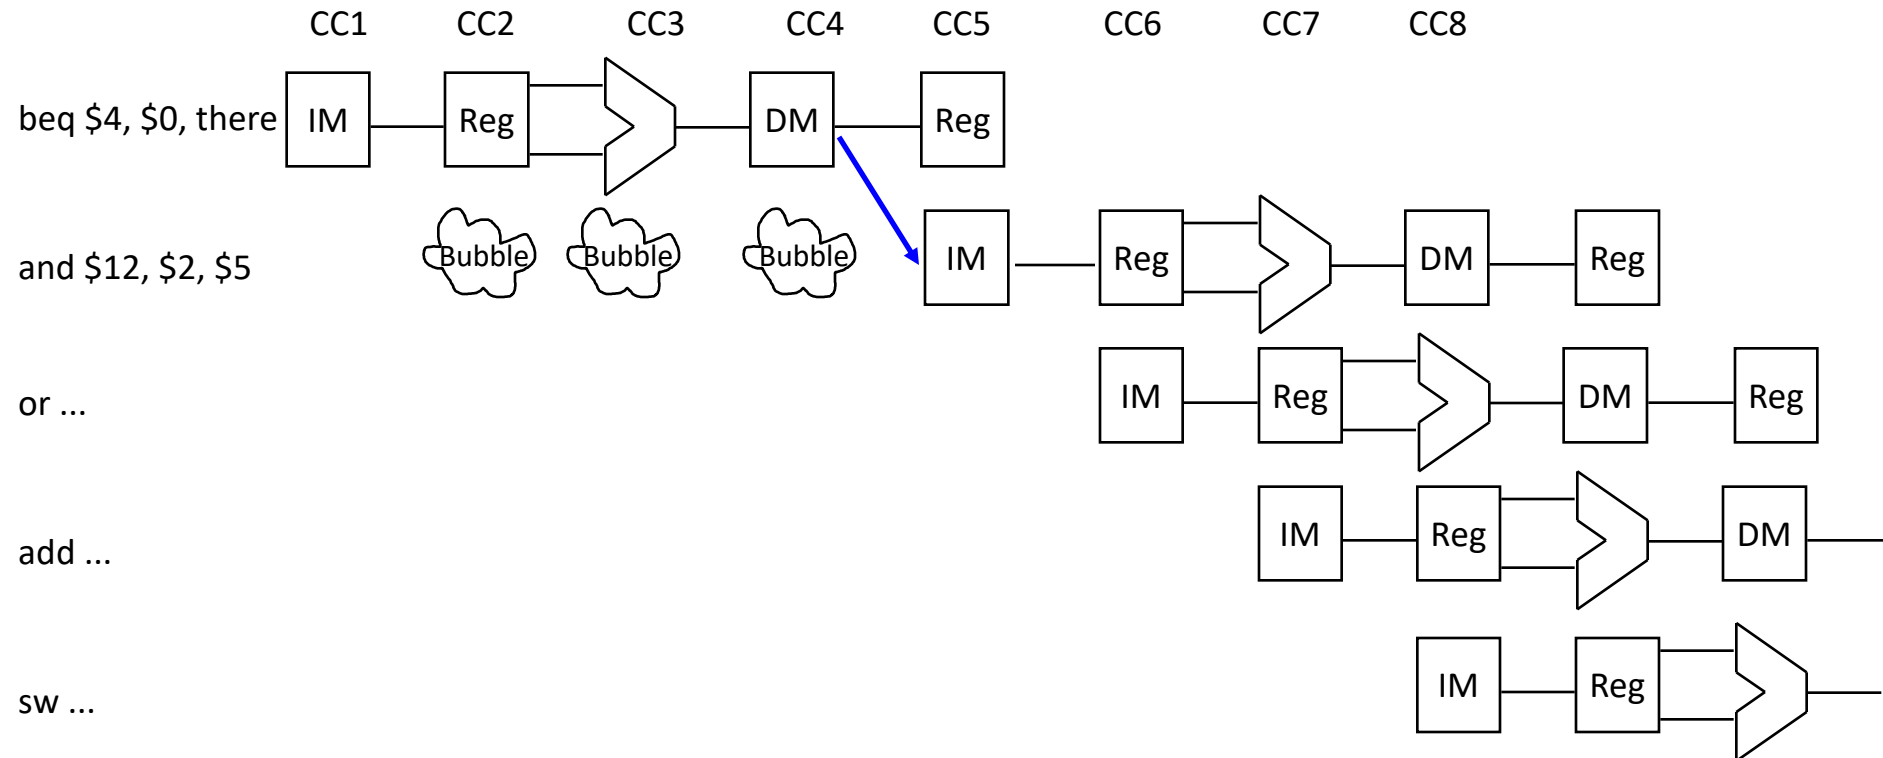 CC1 CC2 CC3 CC4 CC5 CC6 CC7 CC8
beq $4, $0, there IM Reg DM Reg
and $12, $2, $5 Bubble Bubble Bubble IM Reg DM Reg
or ... IM Reg DM Reg
add ... IM Reg DM
sw ... IM Reg